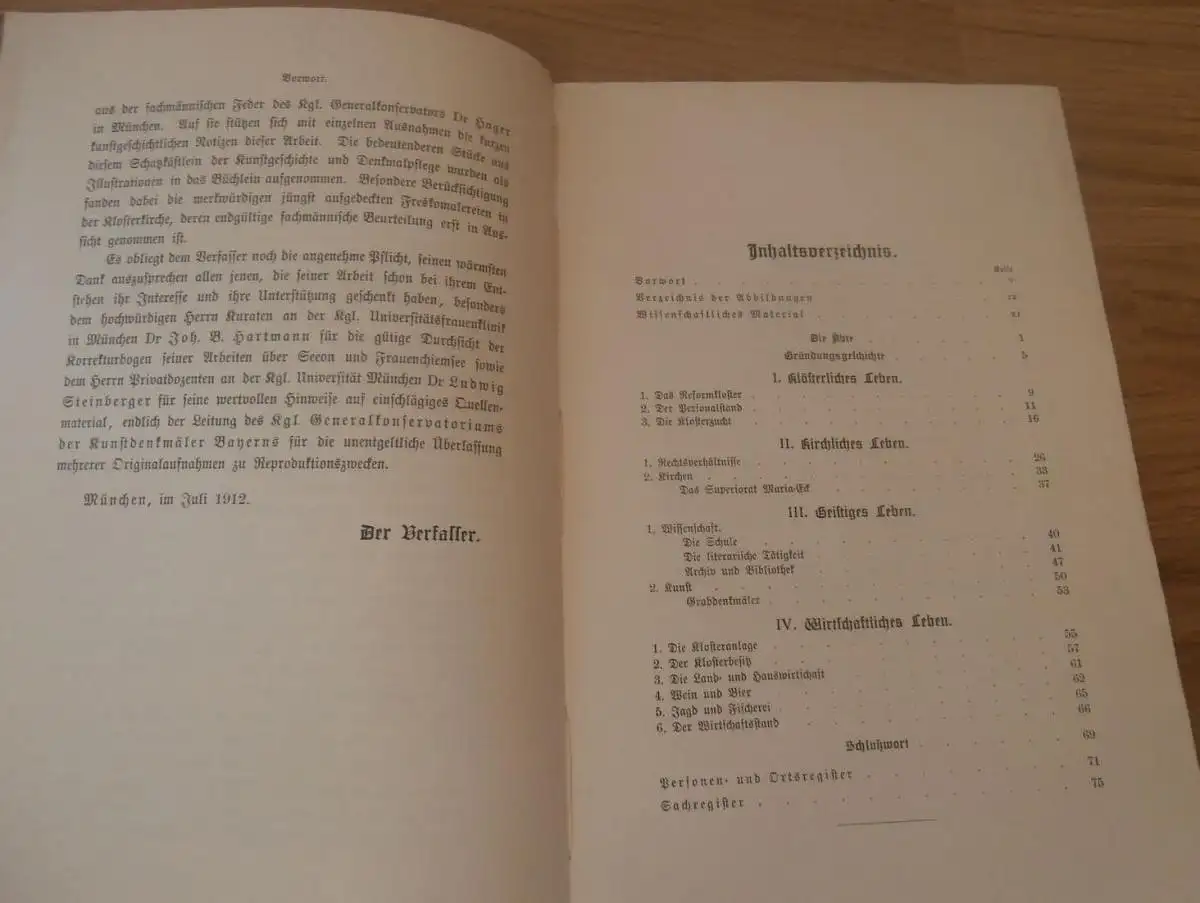 Vorwort.
aus der fachmännischen Feder des Kgl. Generalkonservators Dr Hager
in München. Auf sie stützen sich mit einzelnen Ausnahmen die kurzen
kunstgeschichtlichen Notizen dieser Arbeit. Die bedeutenderen Stücke aus
diesem Schatzkästlein der Kunstgeschichte und Denkmalpflege wurden als
Illustrationen in das Büchlein aufgenommen. Besondere Berücksichtigung
fanden dabei die merkwürdigen jüngst aufgedeckten Freskomalereien in
der Klosterkirche, deren endgültige fachmännische Beurteilung erst in Aus-
sicht genommen ist.
Es obliegt dem Verfasser noch die angenehme Pflicht, seinen wärmsten
Dank auszusprechen allen jenen, die seiner Arbeit schon bei ihrem Ent-
stehen ihr Interesse und ihre Unterstützung geschenkt haben, besonders
dem hochwürdigen Herrn Kuraten an der Kgl. Universitätsfrauenklinik
in München Dr Joh. B. Hartmann für die gütige Durchsicht der
Korrekturbogen seiner Arbeiten über Seeon und Frauenchiemsee sowie
dem Herrn Privatdozenten an der Kgl. Universität München Dr Ludwig
Steinberger für seine wertvollen Hinweise auf einschlägiges Quellen-
material, endlich der Leitung des Kgl. Generalkonservatoriums
der Kunstdenkmäler Bayerns für die unentgeltliche Überlassung
mehrerer Originalaufnahmen zu Reproduktionszwecken.
München, im Juli 1912.
Der Verfasser.
Inhaltsverzeichnis.
Seite
Vorwort . . . v
Verzeichnis der Abbildungen . . . IX
Wissenschaftliches Material . . . XI
Die Äbte . . . 1
Gründungsgeschichte . . . 5
I. Klösterliches Leben.
1. Das Reformkloster . . . 9
2. Der Personalstand . . . 11
3. Die Klosterzucht . . . 16
II. Kirchliches Leben.
1. Rechtsverhältnisse . . . 26
2. Kirchen . . . 33
Das Superiorat Maria-Eck . . . 37
III. Geistiges Leben.
1. Wissenschaft.
Die Schule . . . 40
Die literarische Tätigkeit . . . 41
Archiv und Bibliothek . . . 47
2. Kunst . . . 50
Grabdenkmäler . . . 53
IV. Wirtschaftliches Leben.
1. Die Klosteranlage . . . 55
2. Der Klosterbesitz . . . 57
3. Die Land- und Hauswirtschaft . . . 61
4. Wein und Bier . . . 62
5. Jagd und Fischerei . . . 65
6. Der Wirtschaftsstand . . . 66
Schlußwort . . . 69
Personen- und Ortsregister . . . 71
Sachregister . . . 75